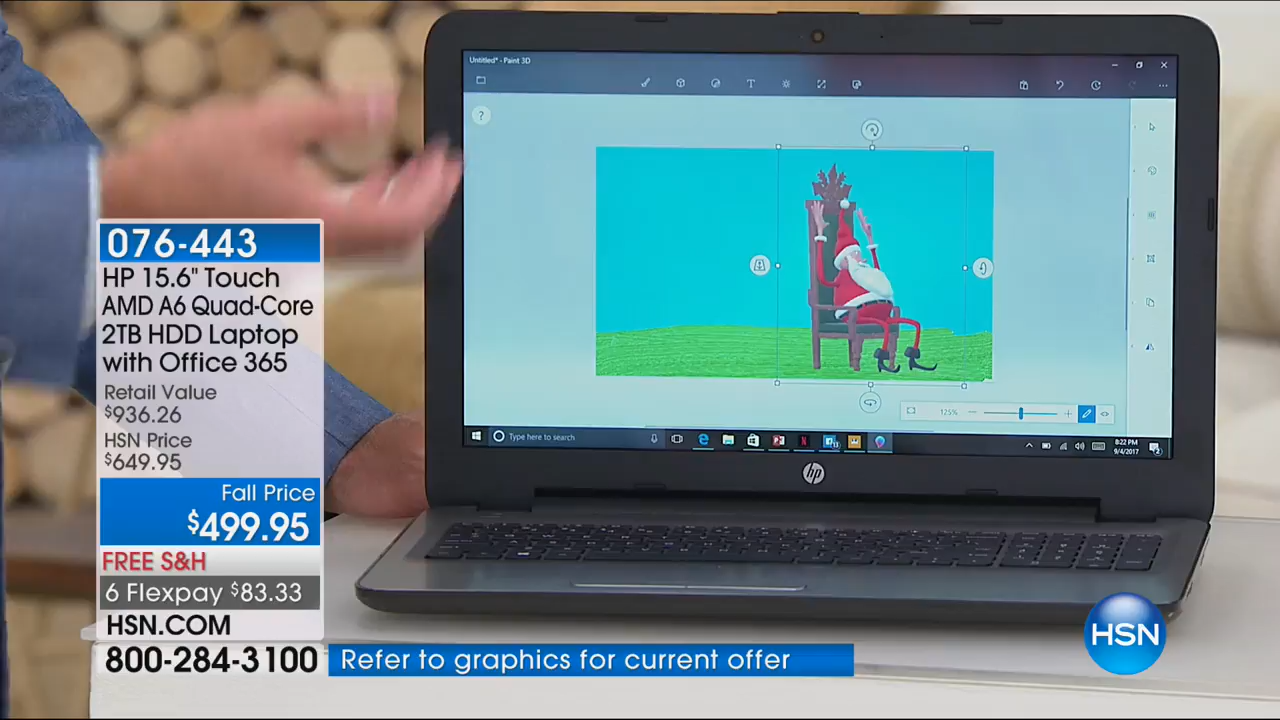 Untitled* - Paint 3D
T
?
125%
Type here to search
8:22 PM
9/4/2017
hp
076-443
HP 15.6" Touch
AMD A6 Quad-Core
2TB HDD Laptop
with Office 365
Retail Value
$936.26
HSN Price
$649.95
Fall Price
$499.95
FREE S&H
6 Flexpay $83.33
HSN.COM
800-284-3100
Refer to graphics for current offer
HSN